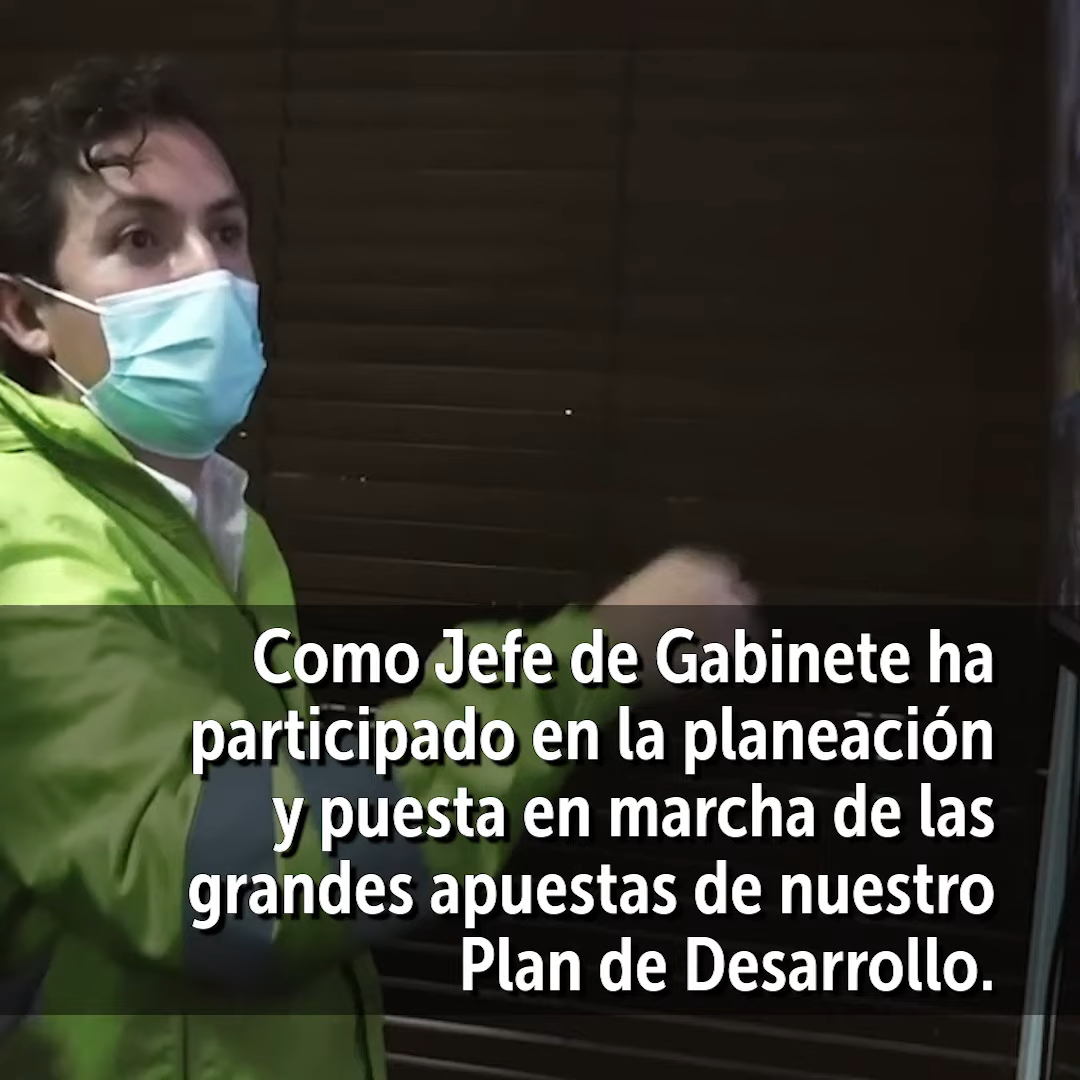 Como Jefe de Gabinete ha
participado en la planeación
y puesta en marcha de las
grandes apuestas de nuestro
Plan de Desarrollo.